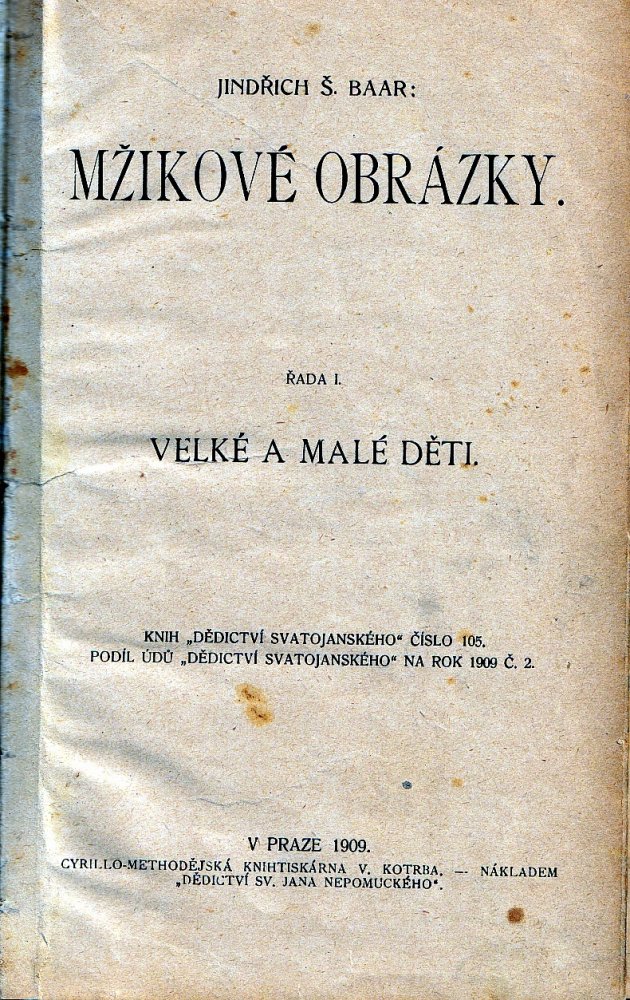 JINDŘICH Š. BAAR:
MŽIKOVÉ OBRÁZKY.
ŘADA I.
VELKÉ A MALÉ DĚTI.
KNIH „DĚDICTVÍ SVATOJANSKÉHO“ ČÍSLO 105.
PODÍL ÚDŮ „DĚDICTVÍ SVATOJANSKÉHO“ NA ROK 1909 Č. 2.
V PRAZE 1909.
CYRILLO-METHODĚJSKÁ KNIHTISKÁRNA V. KOTRBA. — NÁKLADEM
„DĚDICTVÍ SV. JANA NEPOMUCKÉHO“.